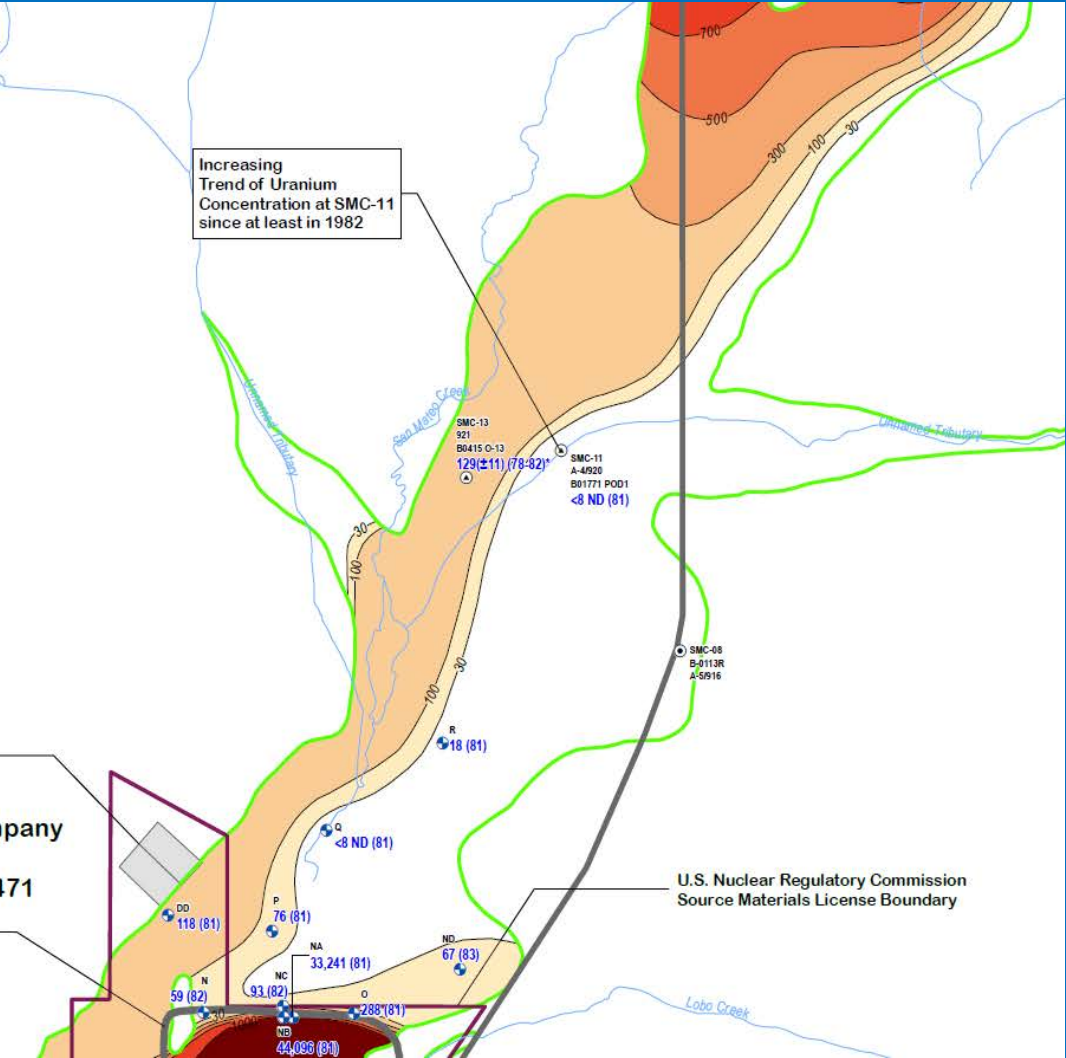 700
500
300
100
30
Increasing
Trend of Uranium
Concentration at SMC-11
since at least in 1982
Unnamed Tributary
San Mateo Creek
Unnamed Tributary
SMC-13
921
B0415 O-13
129(±11) (78-82)*
SMC-11
A-4/920
B01771 POD1
<8 ND (81)
30
100
SMC-08
B-0113R
A-5/916
30
100
R
18 (81)
mpany
Q
<8 ND (81)
471
U.S. Nuclear Regulatory Commission
Source Materials License Boundary
DD
118 (81)
P
76 (81)
NA
33,241 (81)
ND
67 (83)
N
59 (82)
NC
93 (82)
O
288 (81)
30
Lobo Creek
NB
44,096 (81)